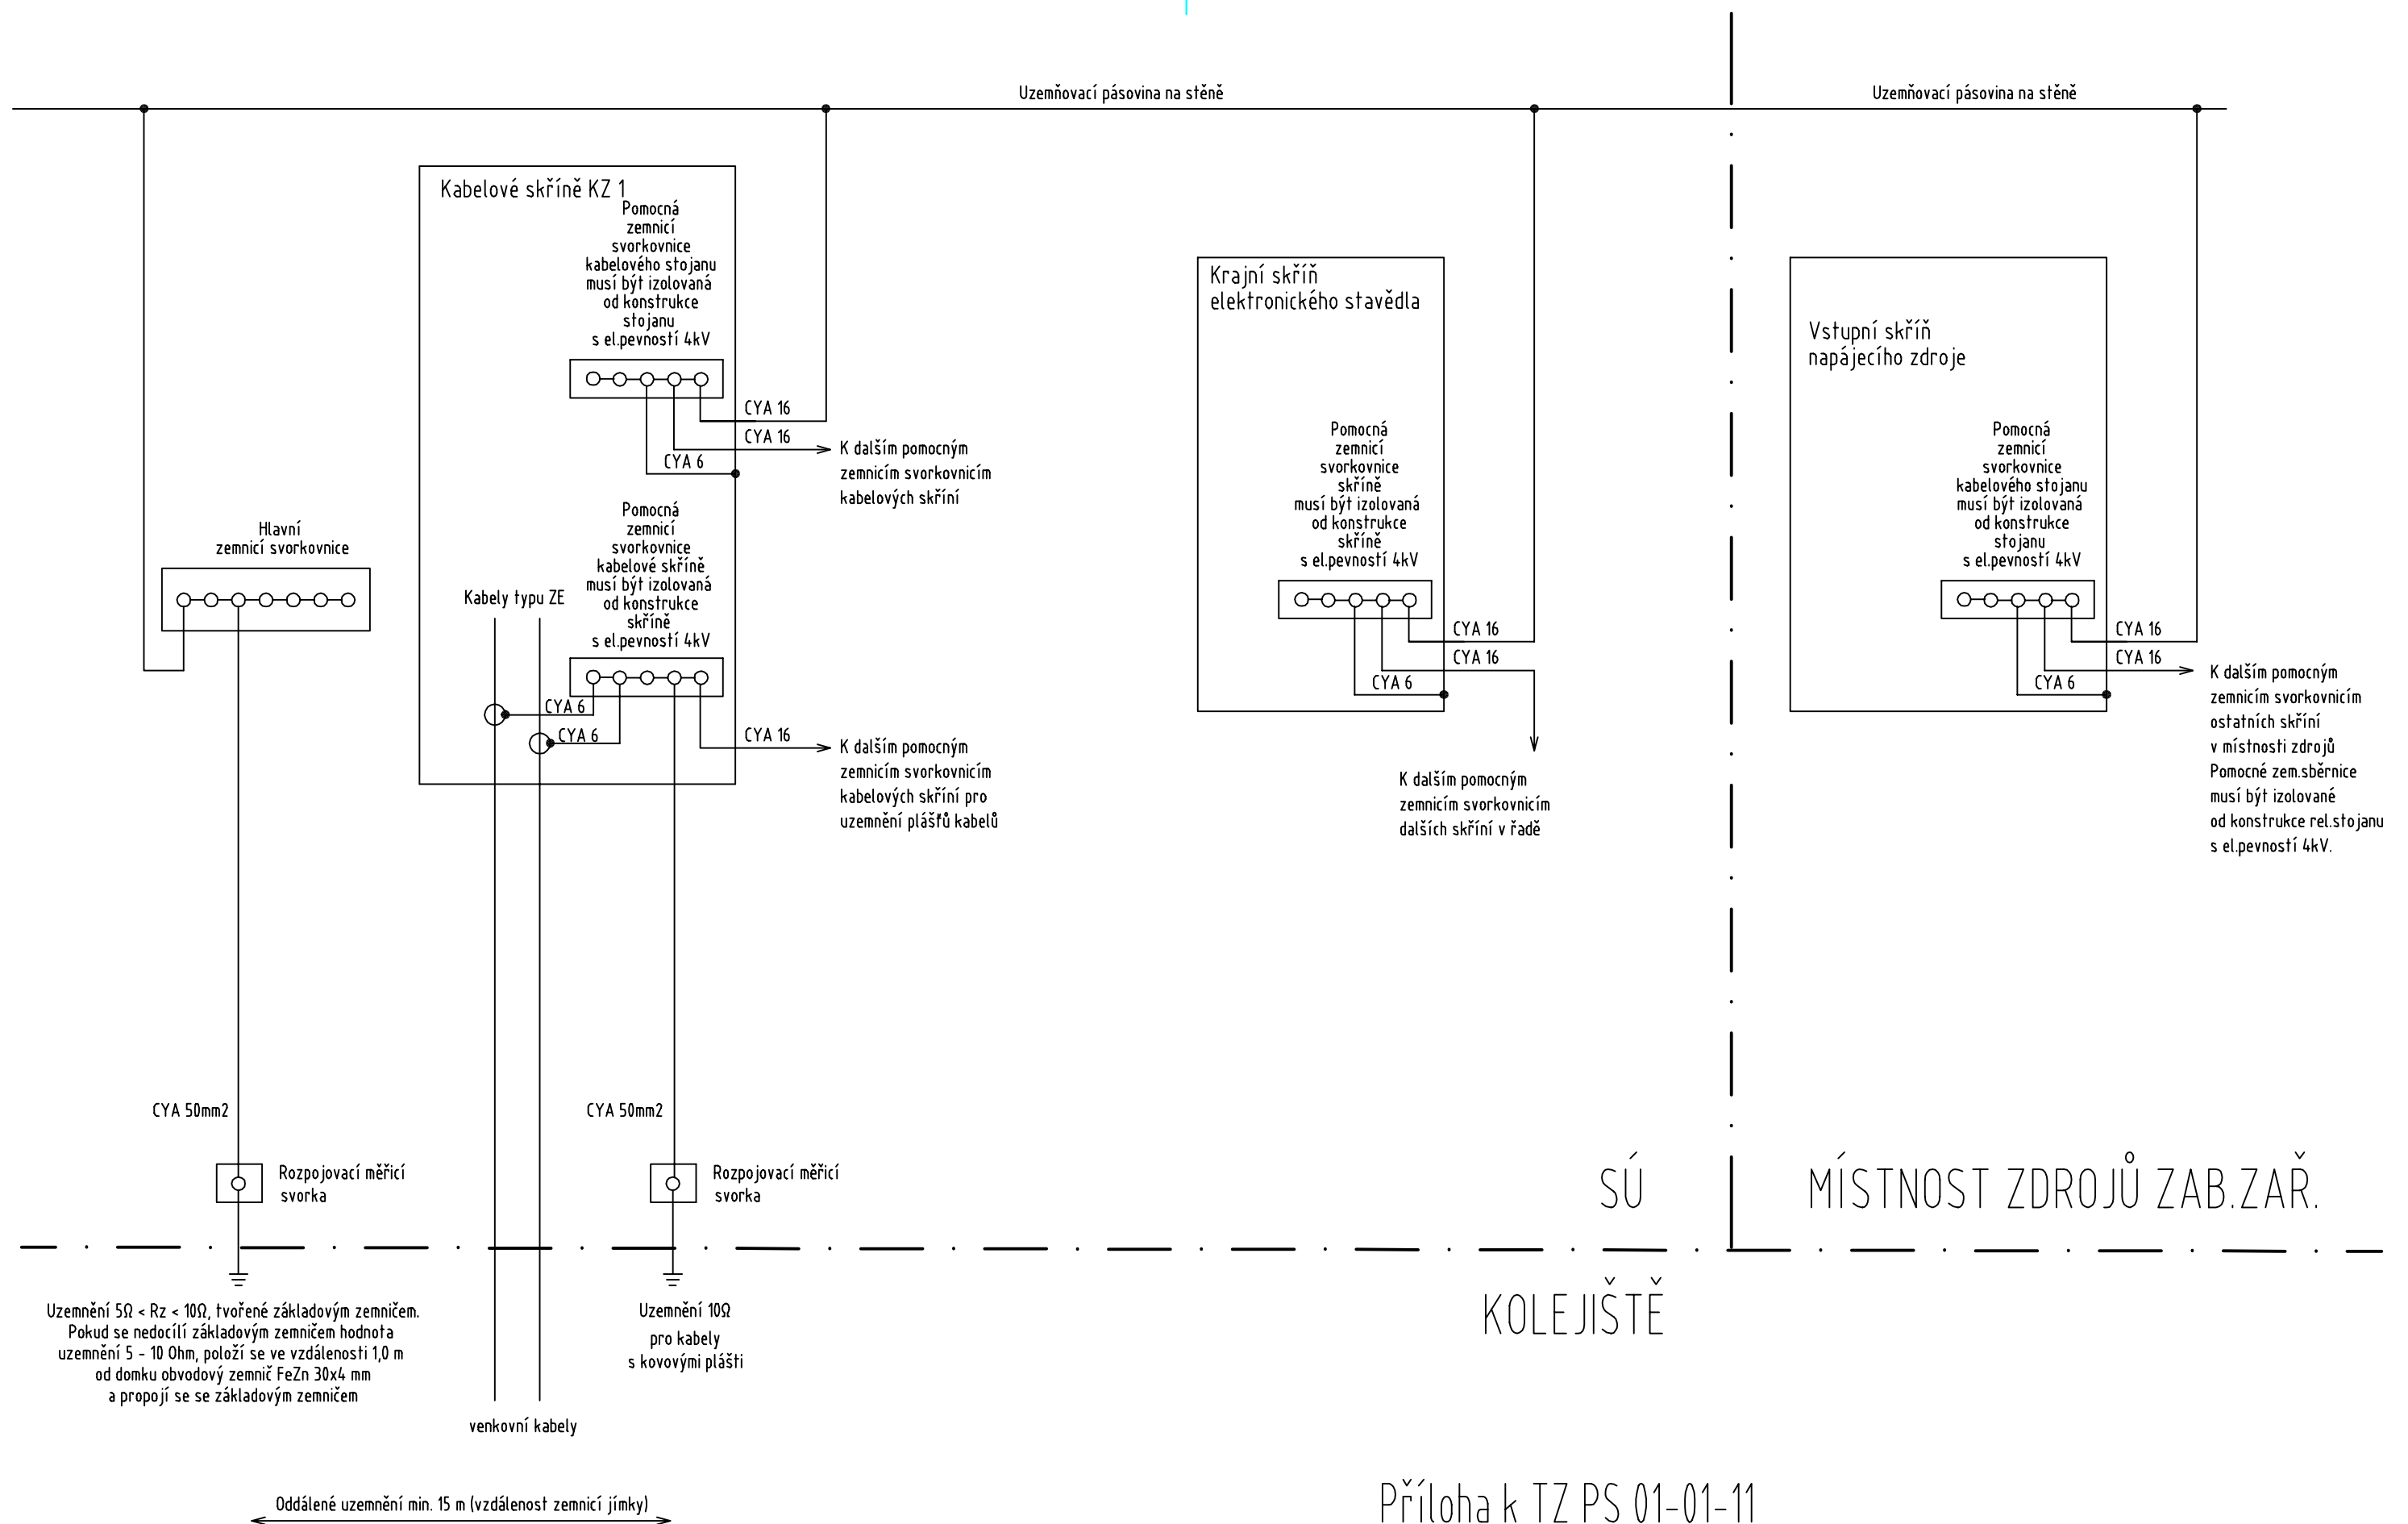 Uzemňovací pásovina na stěně
Uzemňovací pásovina na stěně
Kabelové skříně KZ 1
Pomocná
zemnicí
svorkovnice
kabelového stojanu
musí být izolovaná
od konstrukce
stojanu
s el.pevností 4kV
CYA 16
CYA 16
CYA 6
K dalším pomocným
zemnicím svorkovnicím
kabelových skříní
Pomocná
zemnicí
svorkovnice
kabelové skříně
musí být izolovaná
od konstrukce
skříně
s el.pevností 4kV
Kabely typu ZE
CYA 6
CYA 6
CYA 16
K dalším pomocným
zemnicím svorkovnicím
kabelových skříní pro
uzemnění plášťů kabelů
Hlavní
zemnicí svorkovnice
Krajní skříň
elektronického stavědla
Pomocná
zemnicí
svorkovnice
skříně
musí být izolovaná
od konstrukce
skříně
s el.pevností 4kV
CYA 16
CYA 16
CYA 6
K dalším pomocným
zemnicím svorkovnicím
dalších skříní v řadě
Vstupní skříň
napájecího zdroje
Pomocná
zemnicí
svorkovnice
kabelového stojanu
musí být izolovaná
od konstrukce
stojanu
s el.pevností 4kV
CYA 16
CYA 16
CYA 6
K dalším pomocným
zemnicím svorkovnicím
ostatních skříní
v místnosti zdrojů
Pomocné zem.sběrnice
musí být izolované
od konstrukce rel.stojanu
s el.pevností 4kV.
CYA 50mm2
CYA 50mm2
Rozpojovací měřicí
svorka
Rozpojovací měřicí
svorka
SÚ
MÍSTNOST ZDROJŮ ZAB.ZAŘ.
KOLEJIŠTĚ
Uzemnění 5Ω < Rz < 10Ω, tvořené základovým zemničem.
Pokud se nedocílí základovým zemničem hodnota
uzemnění 5 - 10 Ohm, položí se ve vzdálenosti 1,0 m
od domku obvodový zemnič FeZn 30x4 mm
a propojí se se základovým zemničem
Uzemnění 10Ω
pro kabely
s kovovými plášti
venkovní kabely
Oddálené uzemnění min. 15 m (vzdálenost zemnicí jímky)
Příloha k TZ PS 01-01-11